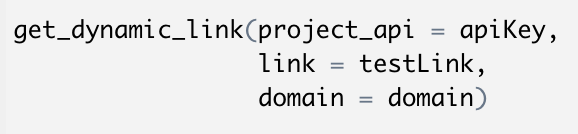 get_dynamic_link(project_api = apiKey,
                 link = testLink,
                 domain = domain)